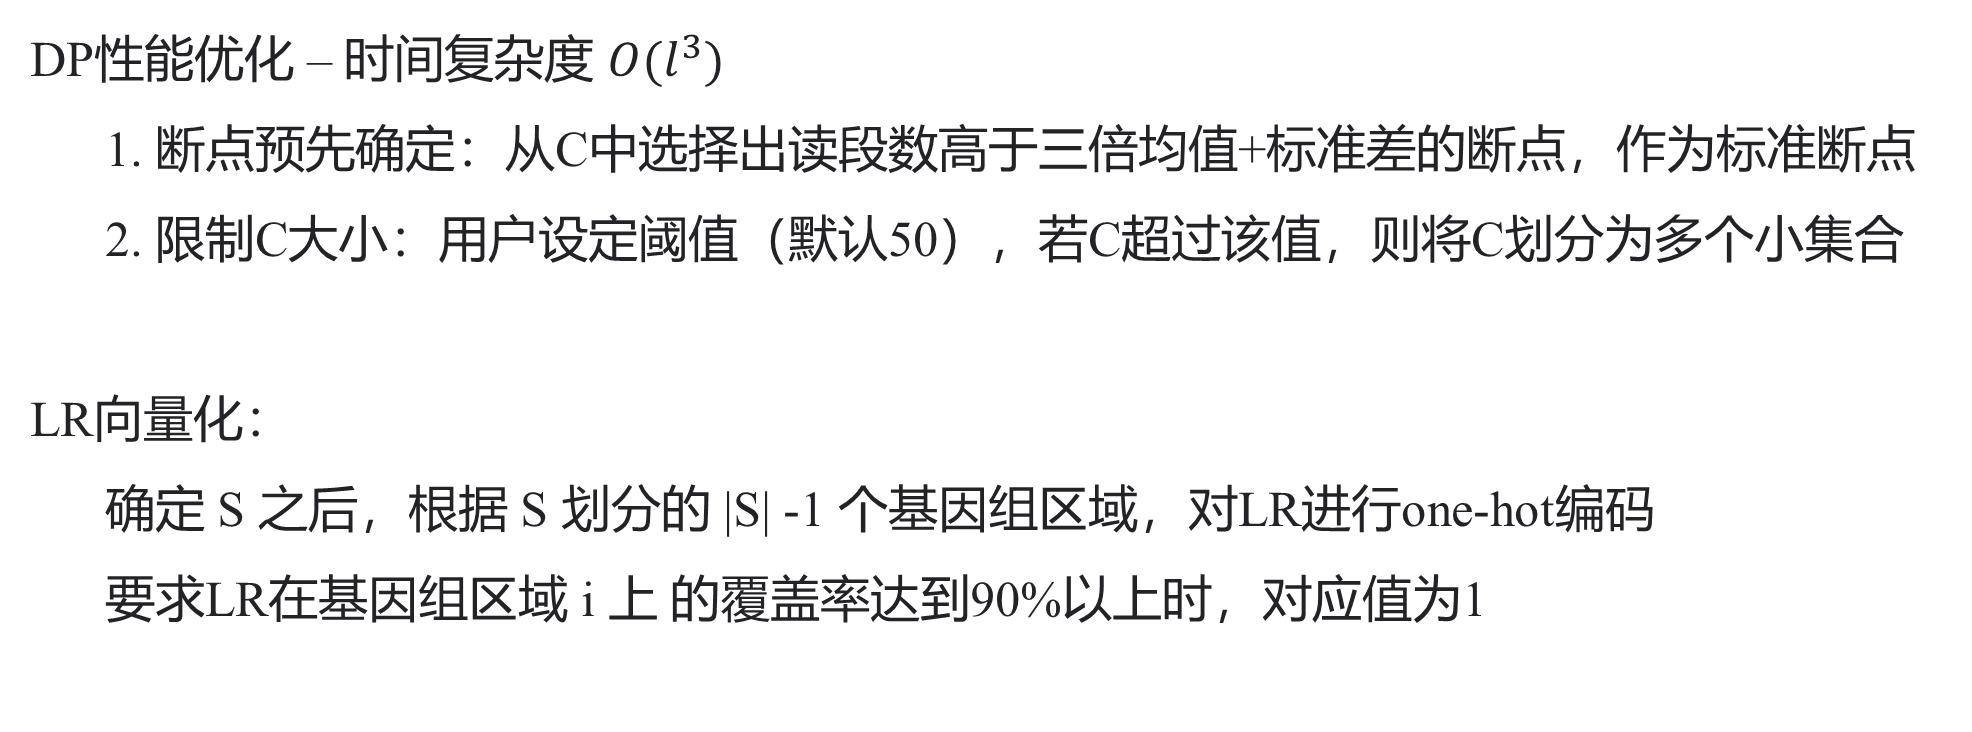 DP性能优化 – 时间复杂度 O(l³)
1. 断点预先确定：从C中选择出读段数高于三倍均值+标准差的断点，作为标准断点
2. 限制C大小：用户设定阈值（默认50），若C超过该值，则将C划分为多个小集合
LR向量化：
确定 S 之后，根据 S 划分的 |S| -1 个基因组区域，对LR进行one-hot编码
要求LR在基因组区域 i 上 的覆盖率达到90%以上时，对应值为1